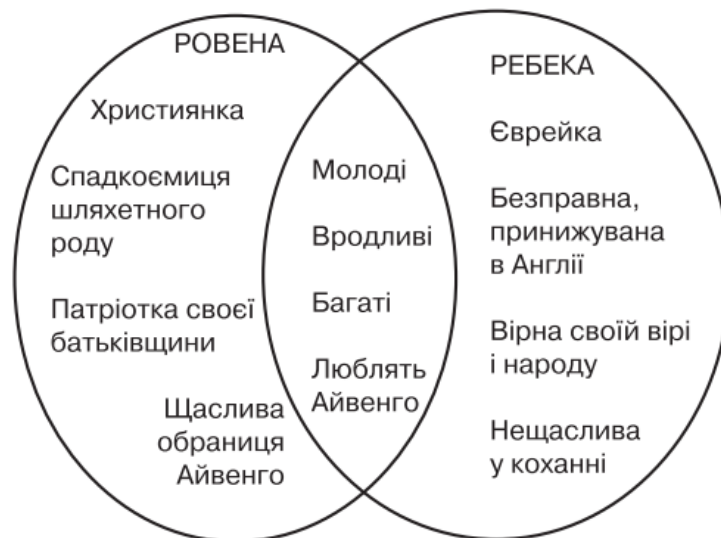 РОВЕНА
Християнка
Спадкоємиця
шляхетного
роду
Патріотка своєї
батьківщини
Щаслива
обраниця
Айвенго
Молоді
Вродливі
Багаті
Люблять
Айвенго
РЕБЕКА
Єврейка
Безправна,
принижувана
в Англії
Вірна своїй вірі
і народу
Нещаслива
у коханні